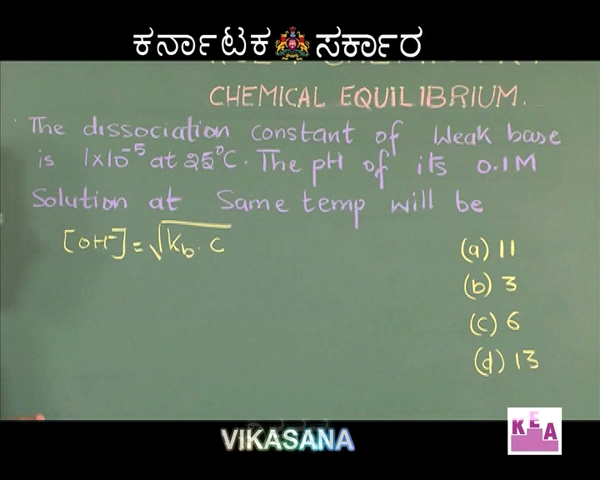 ಕರ್ನಾಟಕ ಸರ್ಕಾರ
CHEMICAL EQUILIBRIUM.
The dissociation constant of Weak base
is 1×10⁻⁵ at 25°C. The pH of its 0.1M
Solution at Same temp will be
[OH⁻] = √Kb. C
(a) 11
(b) 3
(c) 6
(d) 13
VIKASANA
KEA